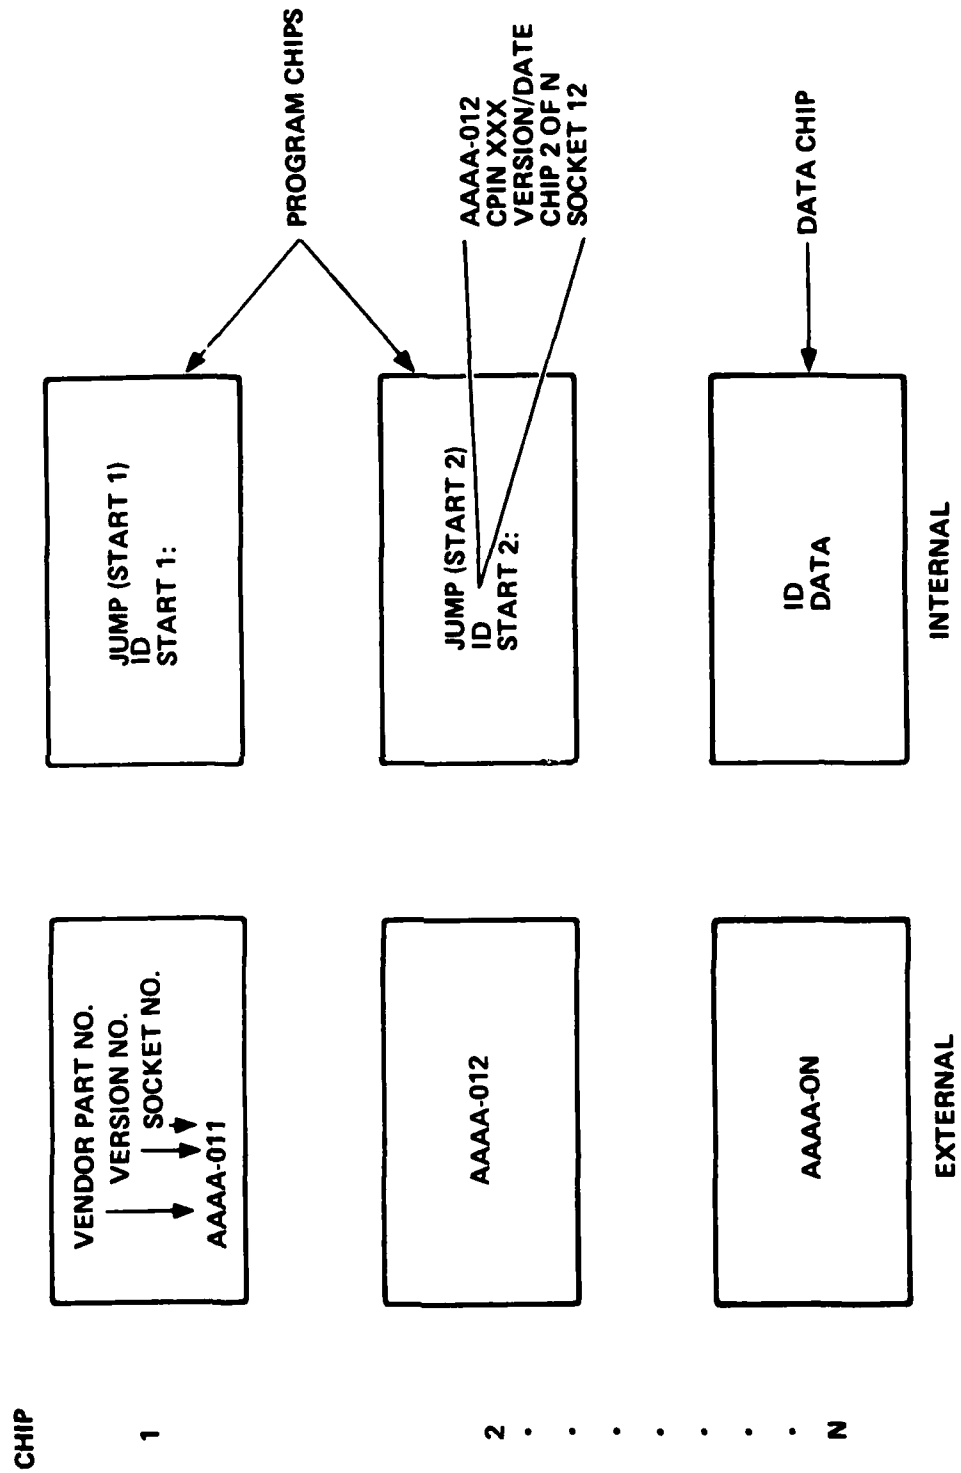 CHIP
1
VENDOR PART NO.
VERSION NO.
SOCKET NO.
AAAA-011
JUMP (START 1)
ID
START 1:
PROGRAM CHIPS
2
AAAA-012
JUMP (START 2)
ID
START 2:
AAAA-012
CPIN XXX
VERSION/DATE
CHIP 2 OF N
SOCKET 12
N
AAAA-ON
ID
DATA
DATA CHIP
EXTERNAL
INTERNAL